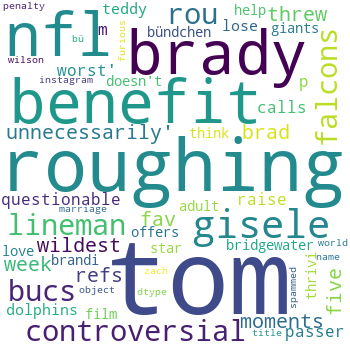 penalty teddy rou threw help
bü m lose giants
wilson worst' doesn't bündchen furious
nfl brady
instagram p calls falcons
benefit
unnecessarily' think brad
roughing
questionable marriage adult raise
lineman fav gisele
love brandi wildest offers bridgewater world
week refs star zach five name
bucs object tom dtype spammed thrivi
dolphins film moments
controversial title passer